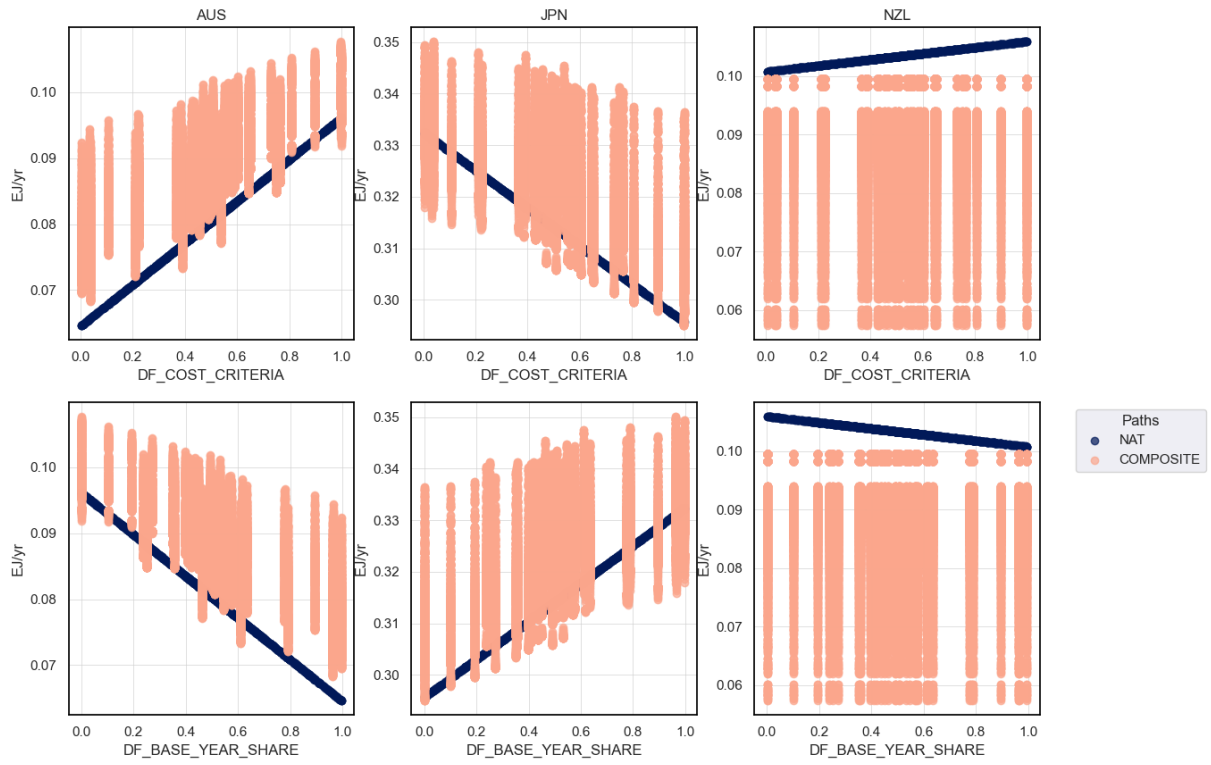 AUS
JPN
NZL
EJ/yr
0.10
0.09
0.08
0.07
0.0 0.2 0.4 0.6 0.8 1.0
DF_COST_CRITERIA
EJ/yr
0.35
0.34
0.33
0.32
0.31
0.30
0.0 0.2 0.4 0.6 0.8 1.0
DF_COST_CRITERIA
EJ/yr
0.10
0.09
0.08
0.07
0.06
0.0 0.2 0.4 0.6 0.8 1.0
DF_COST_CRITERIA
EJ/yr
0.10
0.09
0.08
0.07
0.0 0.2 0.4 0.6 0.8 1.0
DF_BASE_YEAR_SHARE
EJ/yr
0.35
0.34
0.33
0.32
0.31
0.30
0.0 0.2 0.4 0.6 0.8 1.0
DF_BASE_YEAR_SHARE
EJ/yr
0.10
0.09
0.08
0.07
0.06
0.0 0.2 0.4 0.6 0.8 1.0
DF_BASE_YEAR_SHARE
Paths
NAT
COMPOSITE